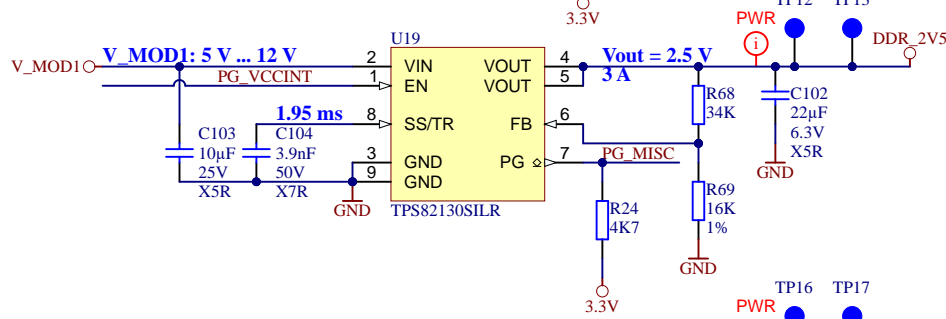 TP12 TP13
3.3V
PWR
i
U19
V_MOD1 V_MOD1: 5 V ... 12 V
2 VIN VOUT 4 Vout = 2.5 V DDR_2V5
PG_VCCINT 1 EN VOUT 5 3 A
R68
34K
C102
22µF
6.3V
X5R
GND
1.95 ms 8 SS/TR FB 6
C103
10µF
25V
X5R
C104
3.9nF
50V
X7R
3 GND PG 7 PG_MISC
9 GND
GND
TPS82130SILR
R24
4K7
3.3V
R69
16K
1%
GND
PWR TP16 TP17